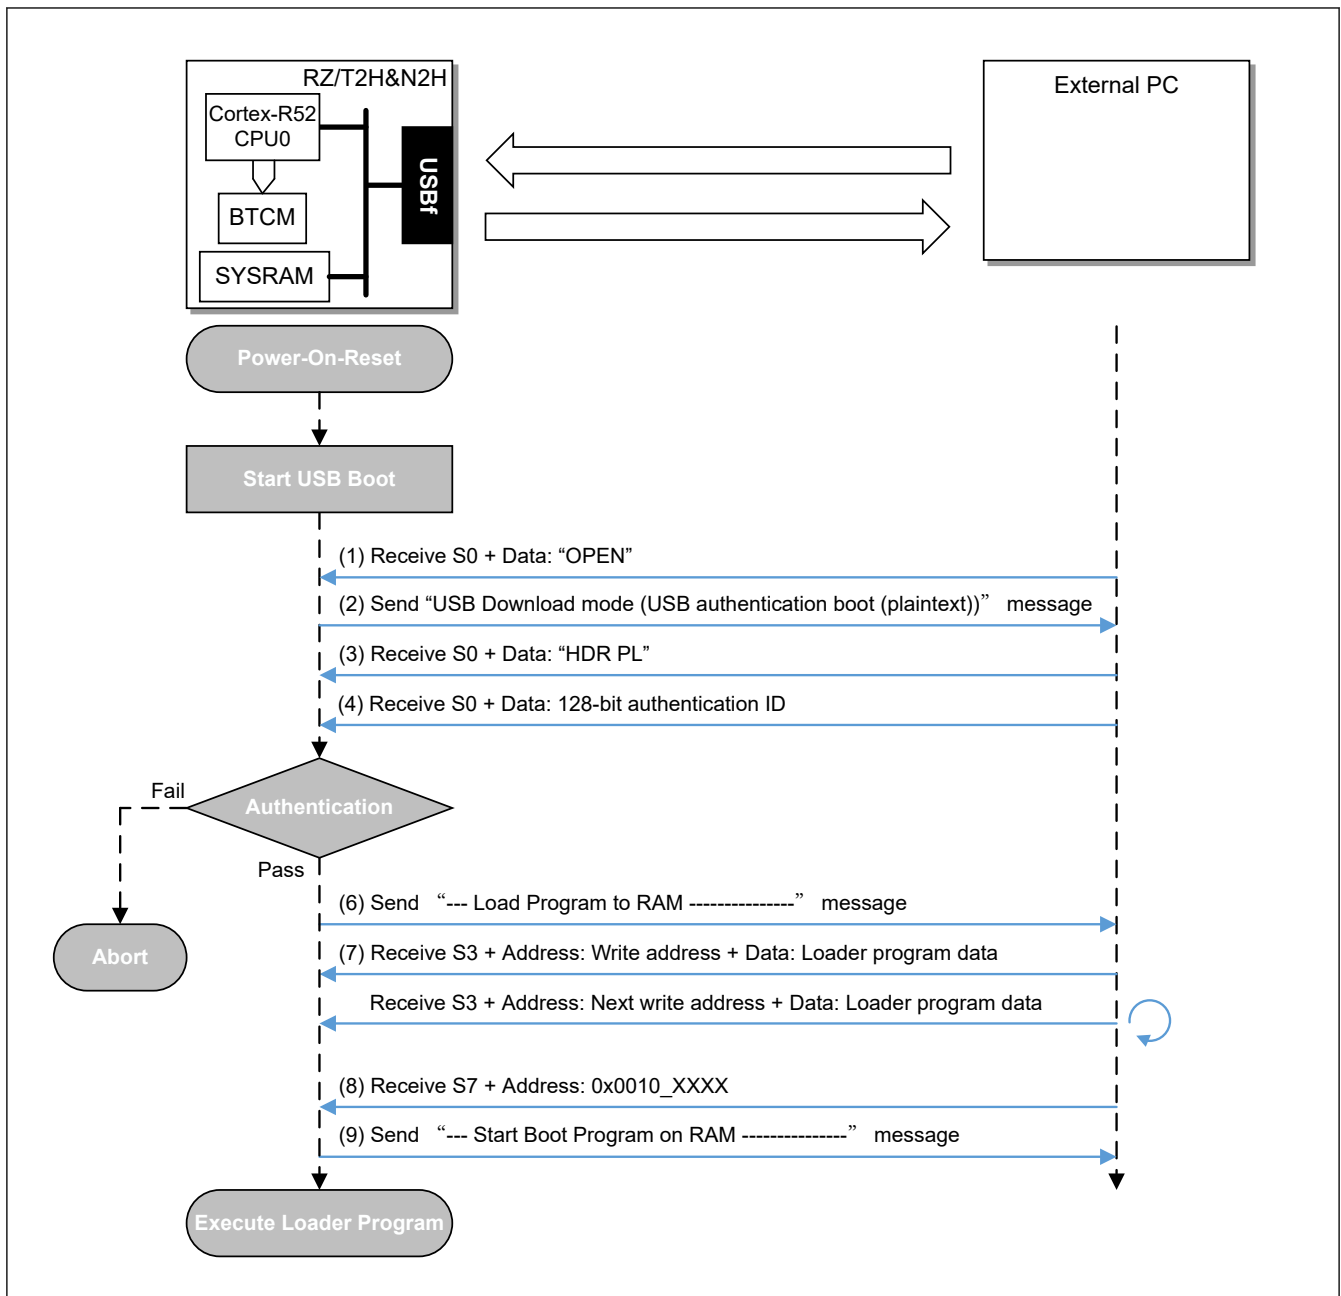 RZ/T2H&N2H
External PC
Cortex-R52
CPU0
USBf
BTCM
SYSRAM
Power-On-Reset
Start USB Boot
(1) Receive S0 + Data: “OPEN”
(2) Send “USB Download mode (USB authentication boot (plaintext))” message
(3) Receive S0 + Data: “HDR PL”
(4) Receive S0 + Data: 128-bit authentication ID
Fail
Authentication
Pass
(6) Send “--- Load Program to RAM ---------------” message
Abort
(7) Receive S3 + Address: Write address + Data: Loader program data
Receive S3 + Address: Next write address + Data: Loader program data
(8) Receive S7 + Address: 0x0010_XXXX
(9) Send “--- Start Boot Program on RAM ---------------” message
Execute Loader Program